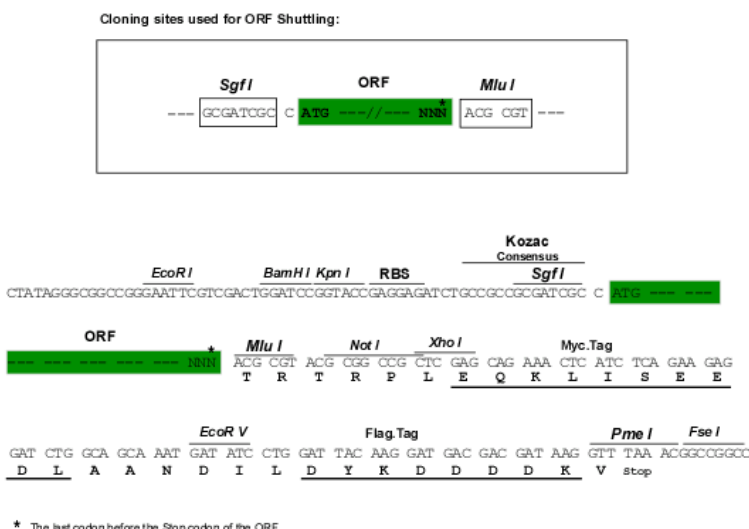 Cloning sites used for ORF Shuttling:
Sgf I ORF Mlu I
--- GCGATCGC C ATG ---//--- NNN* ACG CGT ---
Kozac
Consensus
EcoR I BamH I Kpn I RBS Sgf I
CTATAGGGCGGCCGGGAATTCGTCGACTGGATCCGGTACCGAGGAGATCTGCCGCCGCGATCGC C ATG --- ---
ORF Mlu I Not I Xho I Myc.Tag
--- --- --- --- --- --- NNN* ACG CGT ACG CGG CCG CTC GAG CAG AAA CTC ATC TCA GAA GAG
T R T R P L E Q K L I S E E
EcoR V Flag.Tag Pme I Fse I
GAT CTG GCA GCA AAT GAT ATC CTG GAT TAC AAG GAT GAC GAC GAT AAG GTT TAA ACGGCCGGCC
D L A A N D I L D Y K D D D D K V Stop
* The last codon before the Stop codon of the ORF